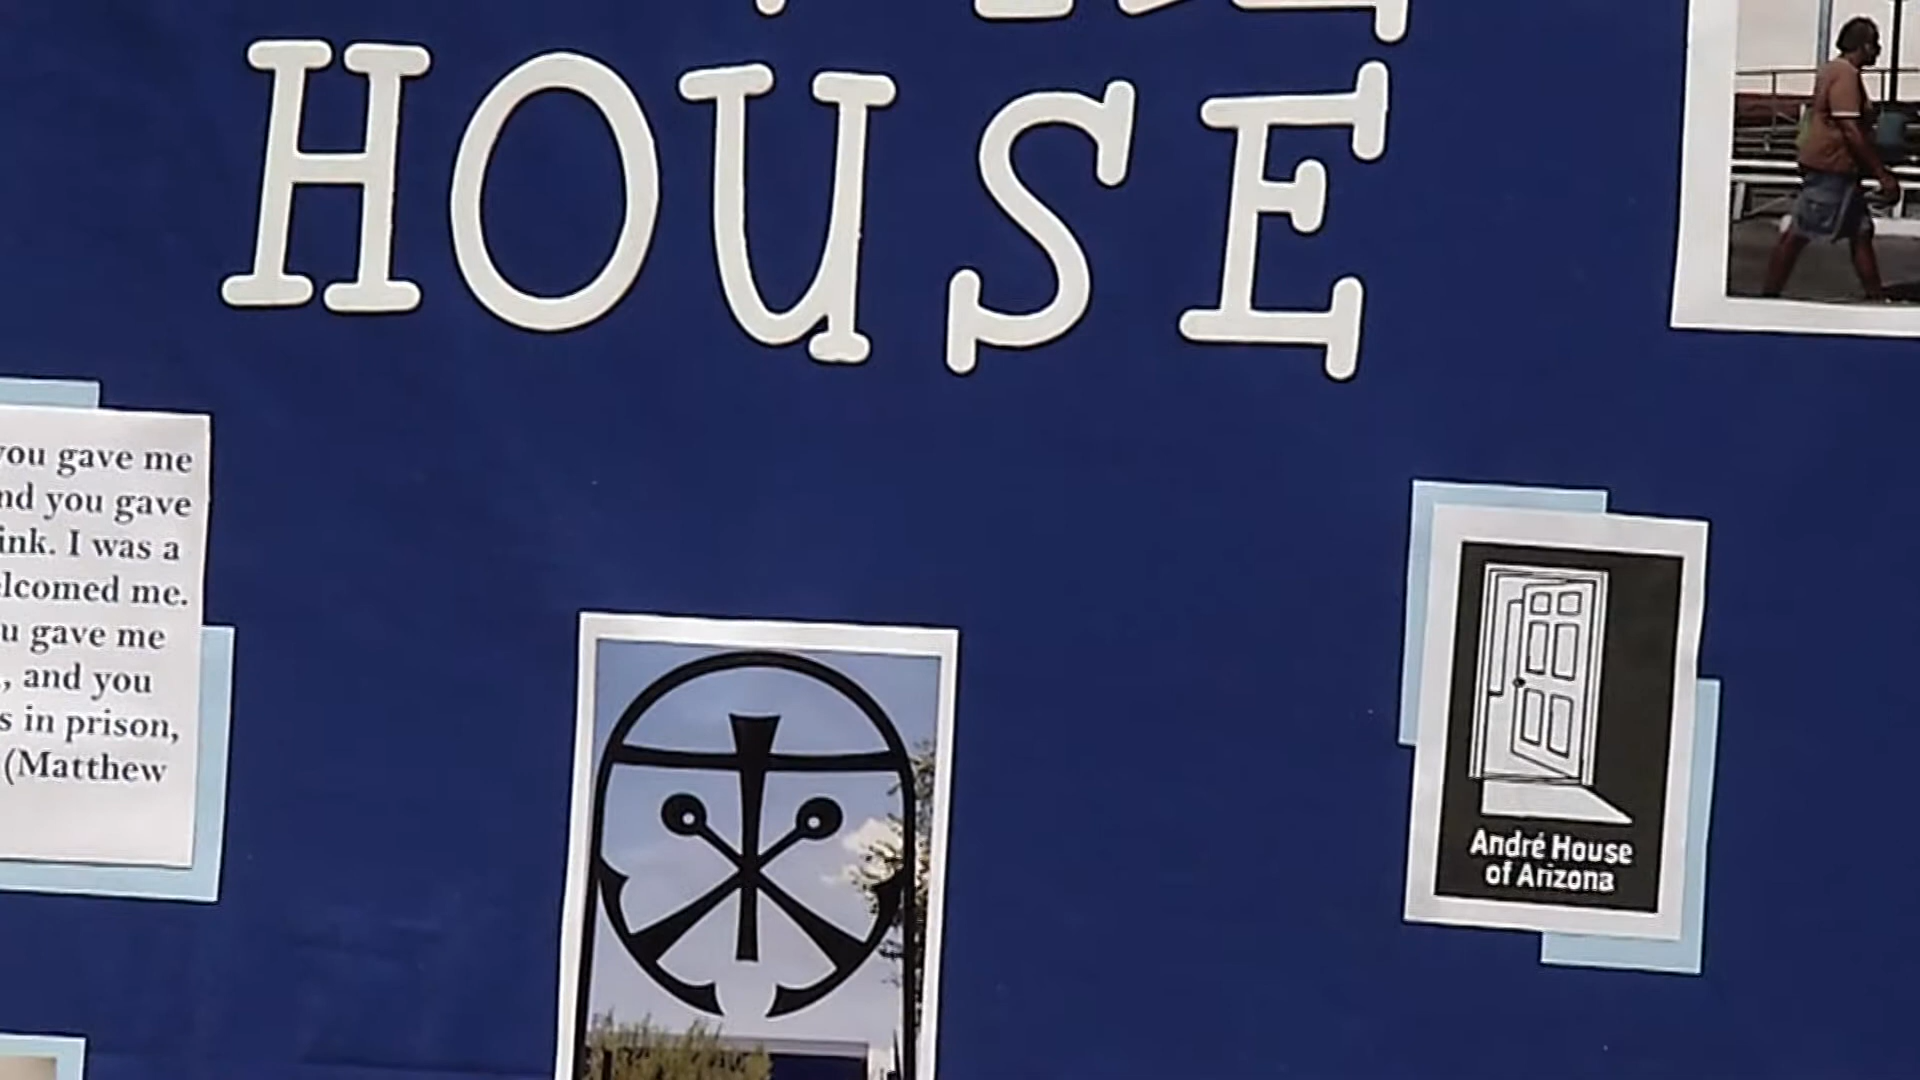 HOUSE
you gave me
nd you gave
ink. I was a
elcomed me.
u gave me
, and you
s in prison,
(Matthew
André House
of Arizona